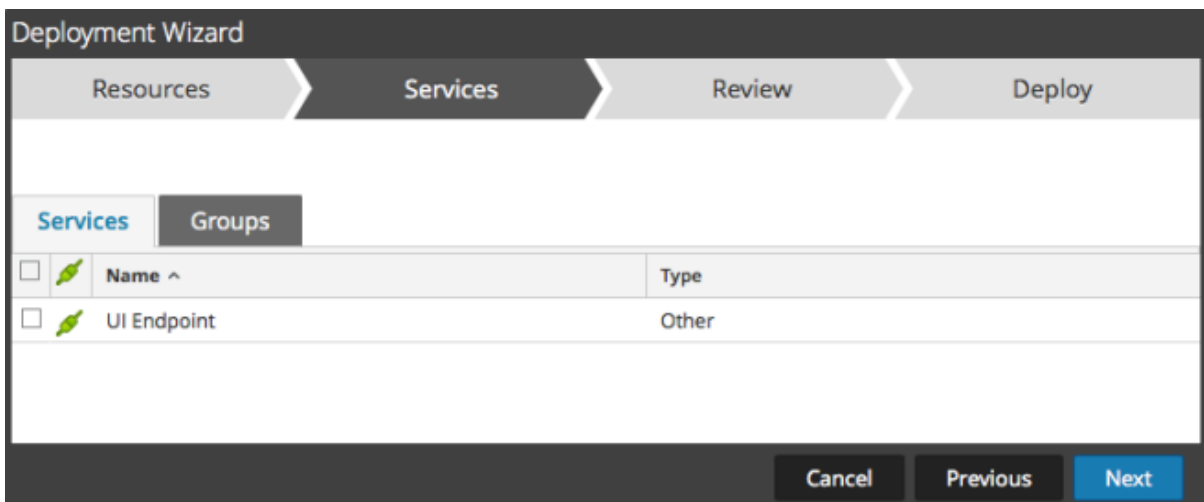 Deployment Wizard
Resources Services Review Deploy
Services Groups
Name Type
UI Endpoint Other
Cancel Previous Next